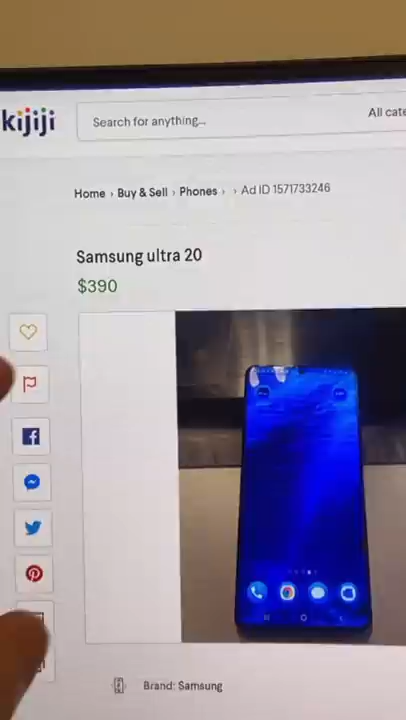 kijiji
Search for anything...
All cate
Home › Buy & Sell › Phones › › Ad ID 1571733246
Samsung ultra 20
$390
Brand: Samsung